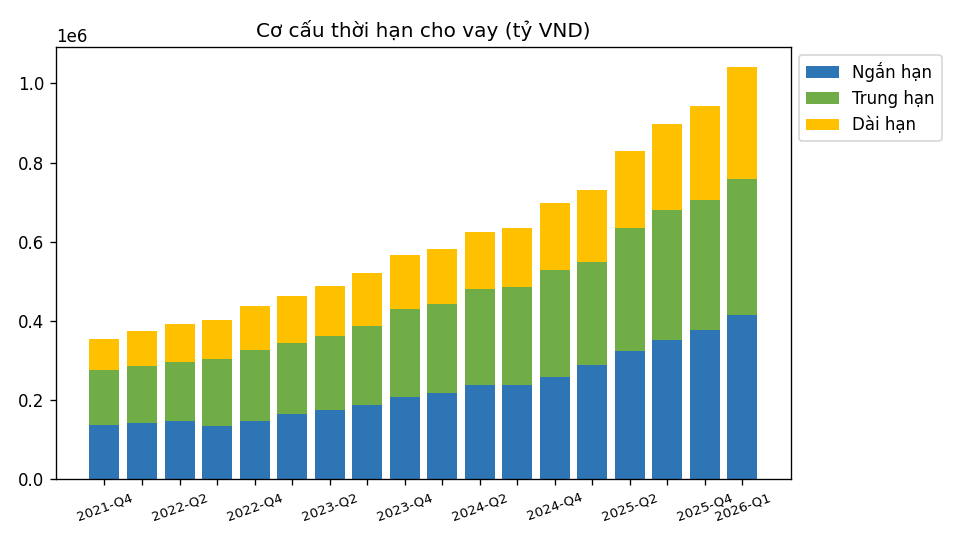 Cơ cấu thời hạn cho vay (tỷ VND)
1e6
1.0
0.8
0.6
0.4
0.2
0.0
2021-Q4
2022-Q2
2022-Q4
2023-Q2
2023-Q4
2024-Q2
2024-Q4
2025-Q2
2025-Q4
2026-Q1
Ngắn hạn
Trung hạn
Dài hạn